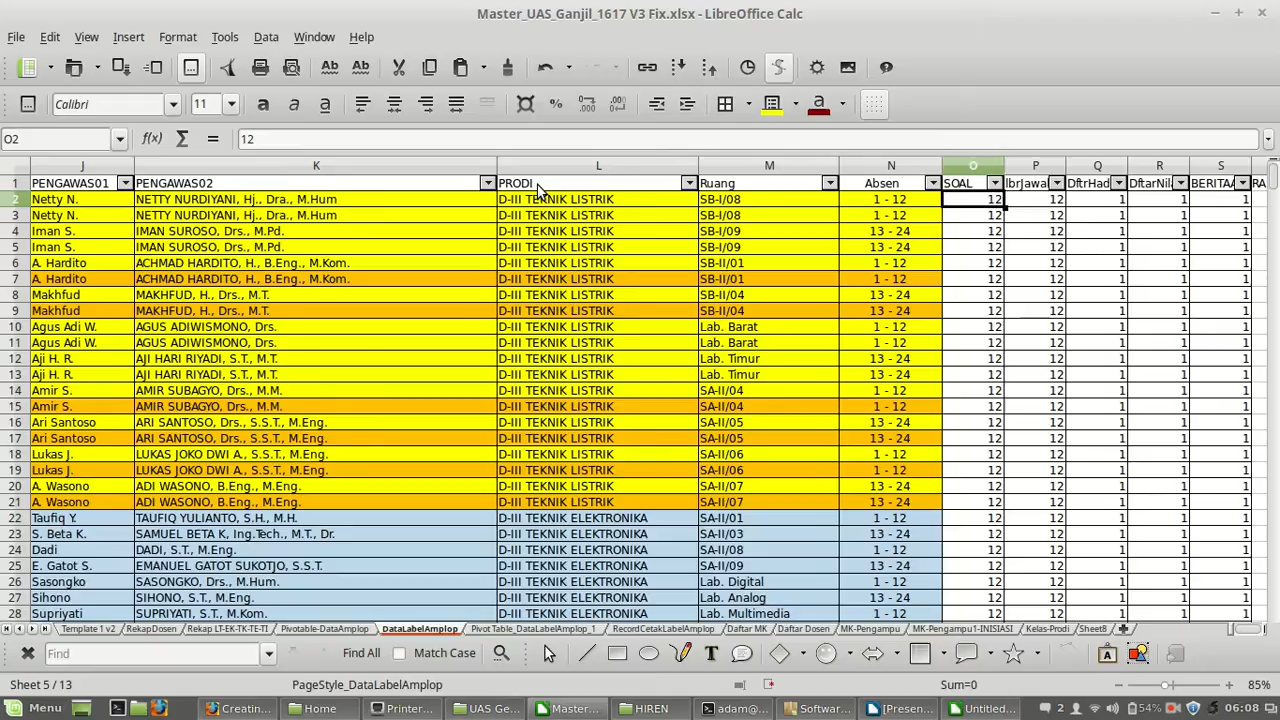 Master_UAS_Ganjil_1617 V3 Fix.xlsx - LibreOffice Calc
File Edit View Insert Format Tools Data Window Help
Calibri 11
O2 f(x) Σ = 12
J K L M N O P Q R S
1 PENGAWAS01 PENGAWAS02 PRODI Ruang Absen SOAL lbrJawal DftrHad DftarNila BERITAA RA
2 Netty N. NETTY NURDIYANI, Hj., Dra., M.Hum D-III TEKNIK LISTRIK SB-I/08 1 - 12 12 12 1 1 1
3 Netty N. NETTY NURDIYANI, Hj., Dra., M.Hum D-III TEKNIK LISTRIK SB-I/08 1 - 12 12 12 1 1 1
4 Iman S. IMAN SUROSO, Drs., M.Pd. D-III TEKNIK LISTRIK SB-I/09 13 - 24 12 12 1 1 1
5 Iman S. IMAN SUROSO, Drs., M.Pd. D-III TEKNIK LISTRIK SB-I/09 13 - 24 12 12 1 1 1
6 A. Hardito ACHMAD HARDITO, H., B.Eng., M.Kom. D-III TEKNIK LISTRIK SB-II/01 1 - 12 12 12 1 1 1
7 A. Hardito ACHMAD HARDITO, H., B.Eng., M.Kom. D-III TEKNIK LISTRIK SB-II/01 1 - 12 12 12 1 1 1
8 Makhfud MAKHFUD, H., Drs., M.T. D-III TEKNIK LISTRIK SB-II/04 13 - 24 12 12 1 1 1
9 Makhfud MAKHFUD, H., Drs., M.T. D-III TEKNIK LISTRIK SB-II/04 13 - 24 12 12 1 1 1
10 Agus Adi W. AGUS ADIWISMONO, Drs. D-III TEKNIK LISTRIK Lab. Barat 1 - 12 12 12 1 1 1
11 Agus Adi W. AGUS ADIWISMONO, Drs. D-III TEKNIK LISTRIK Lab. Barat 1 - 12 12 12 1 1 1
12 Aji H. R. AJI HARI RIYADI, S.T., M.T. D-III TEKNIK LISTRIK Lab. Timur 13 - 24 12 12 1 1 1
13 Aji H. R. AJI HARI RIYADI, S.T., M.T. D-III TEKNIK LISTRIK Lab. Timur 13 - 24 12 12 1 1 1
14 Amir S. AMIR SUBAGYO, Drs., M.M. D-III TEKNIK LISTRIK SA-II/04 1 - 12 12 12 1 1 1
15 Amir S. AMIR SUBAGYO, Drs., M.M. D-III TEKNIK LISTRIK SA-II/04 1 - 12 12 12 1 1 1
16 Ari Santoso ARI SANTOSO, Drs., S.S.T., M.Eng. D-III TEKNIK LISTRIK SA-II/05 13 - 24 12 12 1 1 1
17 Ari Santoso ARI SANTOSO, Drs., S.S.T., M.Eng. D-III TEKNIK LISTRIK SA-II/05 13 - 24 12 12 1 1 1
18 Lukas J. LUKAS JOKO DWI A., S.ST., M.Eng. D-III TEKNIK LISTRIK SA-II/06 1 - 12 12 12 1 1 1
19 Lukas J. LUKAS JOKO DWI A., S.ST., M.Eng. D-III TEKNIK LISTRIK SA-II/06 13 - 24 12 12 1 1 1
20 A. Wasono ADI WASONO, B.Eng., M.Eng. D-III TEKNIK LISTRIK SA-II/07 13 - 24 12 12 1 1 1
21 A. Wasono ADI WASONO, B.Eng., M.Eng. D-III TEKNIK LISTRIK SA-II/07 13 - 24 12 12 1 1 1
22 Taufiq Y. TAUFIQ YULIANTO, S.H., M.H. D-III TEKNIK ELEKTRONIKA SA-II/01 1 - 12 12 12 1 1 1
23 S. Beta K. SAMUEL BETA K, Ing.Tech., M.T., Dr. D-III TEKNIK ELEKTRONIKA SA-II/03 13 - 24 12 12 1 1 1
24 Dadi DADI, S.T., M.Eng. D-III TEKNIK ELEKTRONIKA SA-II/08 1 - 12 12 12 1 1 1
25 E. Gatot S. EMANUEL GATOT SUKOTJO, S.S.T. D-III TEKNIK ELEKTRONIKA SA-II/09 13 - 24 12 12 1 1 1
26 Sasongko SASONGKO, Drs., M.Hum. D-III TEKNIK ELEKTRONIKA Lab. Digital 1 - 12 12 12 1 1 1
27 Sihono SIHONO, S.T., M.Eng. D-III TEKNIK ELEKTRONIKA Lab. Analog 13 - 24 12 12 1 1 1
28 Supriyati SUPRIYATI, S.T., M.Kom. D-III TEKNIK ELEKTRONIKA Lab. Multimedia 1 - 12 12 12 1 1 1
Template 1 v2 RekapDosen Rekap LT-EK-TK-TE-TI Pivotable-DataAmplop DataLabelAmplop Pivot Table_DataLabelAmplop_1 RecordCetakLabelAmplop Daftar MK Daftar Dosen MK-Pengampu MK-Pengampu1-INISIASI Kelas-Prodi Sheet8
Find Find All Match Case
Sheet 5 / 13 PageStyle_DataLabelAmplop Sum=0 85%
Menu Creatin... Home Printer... UAS Ge... Master... HIREN adam@... Softwar... [Presen... Untitled... 2 54% 06:08